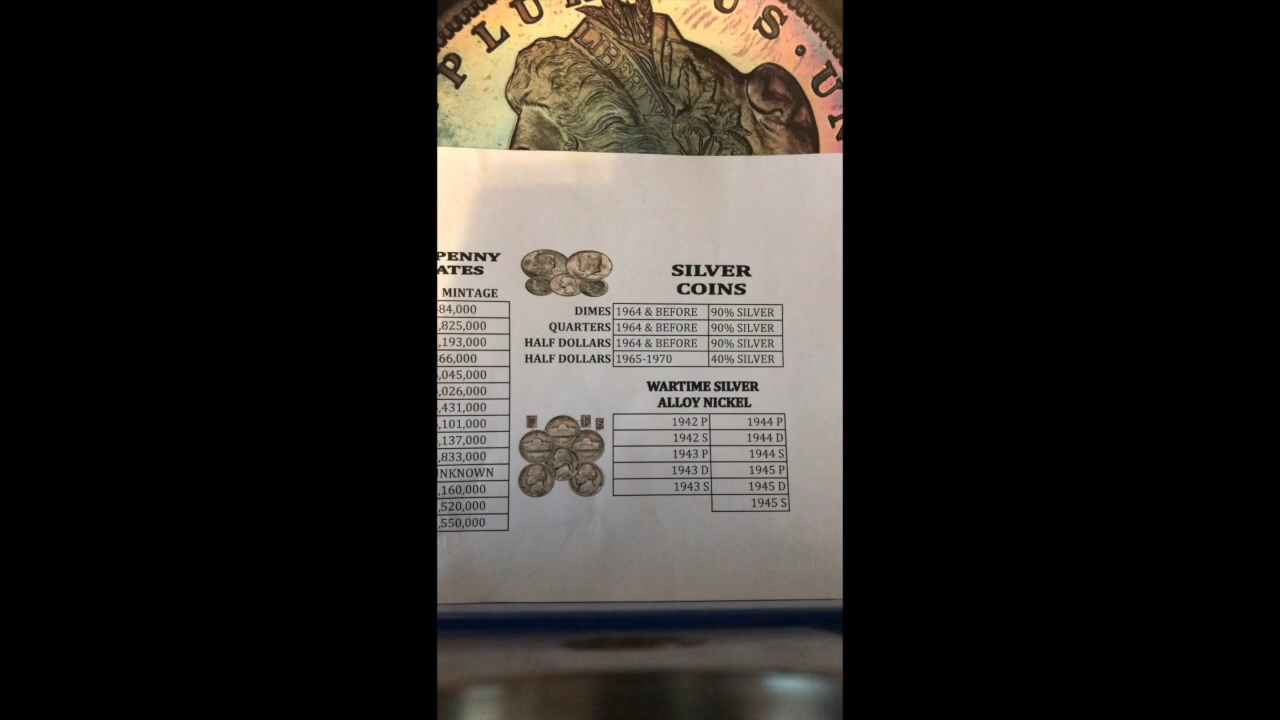 PLUR US · UN
LIBERTY
PENNY
ATES
MINTAGE
84,000
,825,000
,193,000
66,000
,045,000
,026,000
,431,000
,101,000
,137,000
,833,000
NKNOWN
,160,000
,520,000
,550,000
SILVER
COINS
DIMES 1964 & BEFORE 90% SILVER
QUARTERS 1964 & BEFORE 90% SILVER
HALF DOLLARS 1964 & BEFORE 90% SILVER
HALF DOLLARS 1965-1970 40% SILVER
WARTIME SILVER
ALLOY NICKEL
1942 P 1944 P
1942 S 1944 D
1943 P 1944 S
1943 D 1945 P
1943 S 1945 D
1945 S